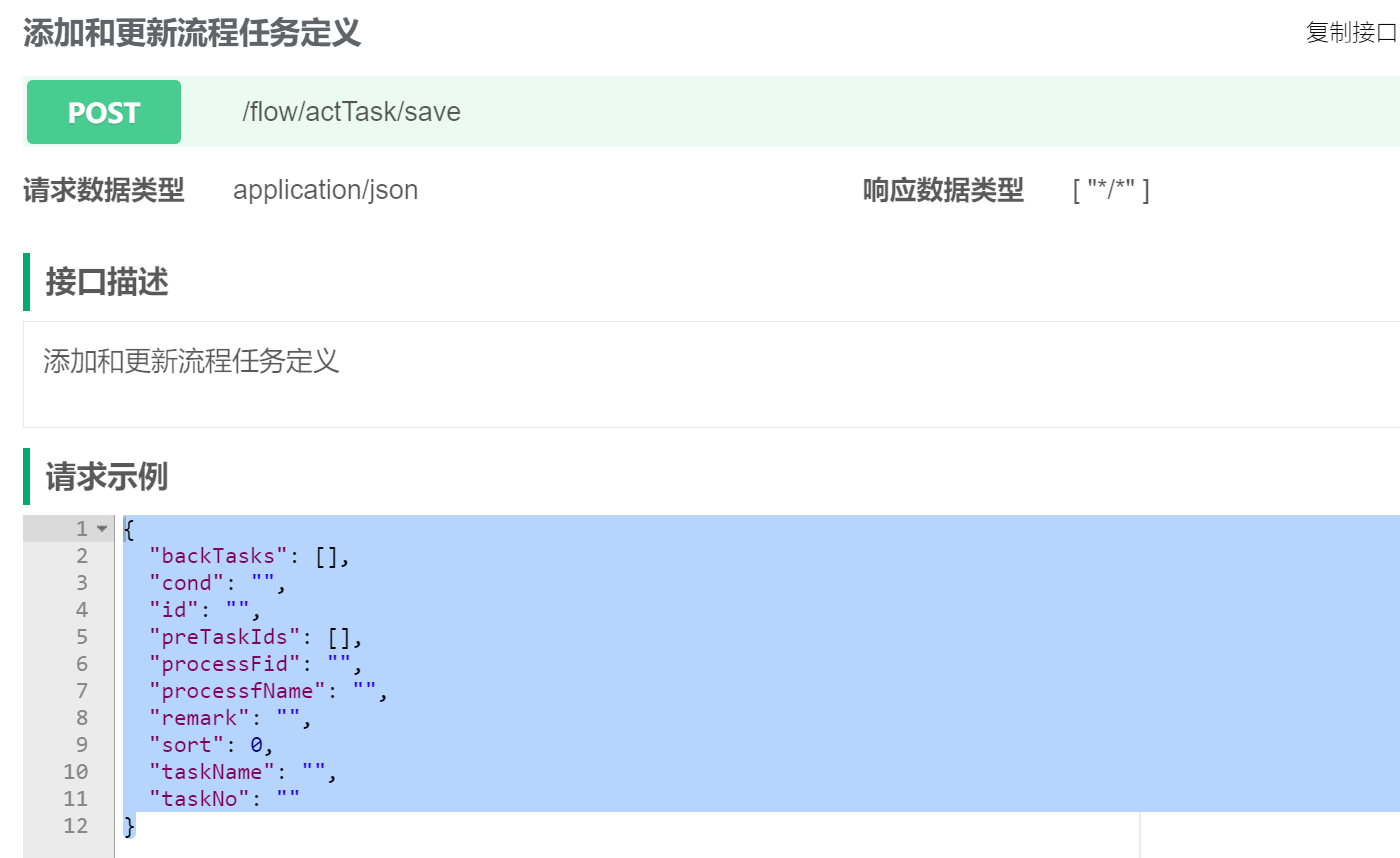 添加和更新流程任务定义
复制接口
POST /flow/actTask/save
请求数据类型 application/json 响应数据类型 [ "*/*" ]
接口描述
添加和更新流程任务定义
请求示例
1 {
2 "backTasks": [],
3 "cond": "",
4 "id": "",
5 "preTaskIds": [],
6 "processFid": "",
7 "processfName": "",
8 "remark": "",
9 "sort": 0,
10 "taskName": "",
11 "taskNo": ""
12 }